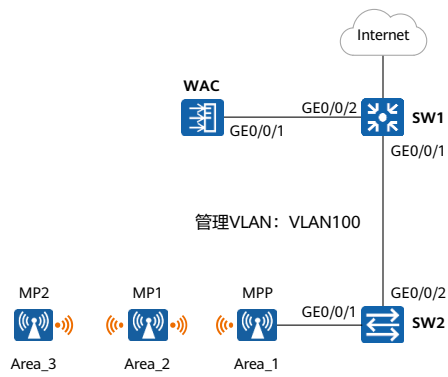 Internet
WAC
GE0/0/2
SW1
GE0/0/1
GE0/0/1
管理VLAN：VLAN100
MP2
MP1
MPP
GE0/0/2
GE0/0/1
SW2
Area_3
Area_2
Area_1